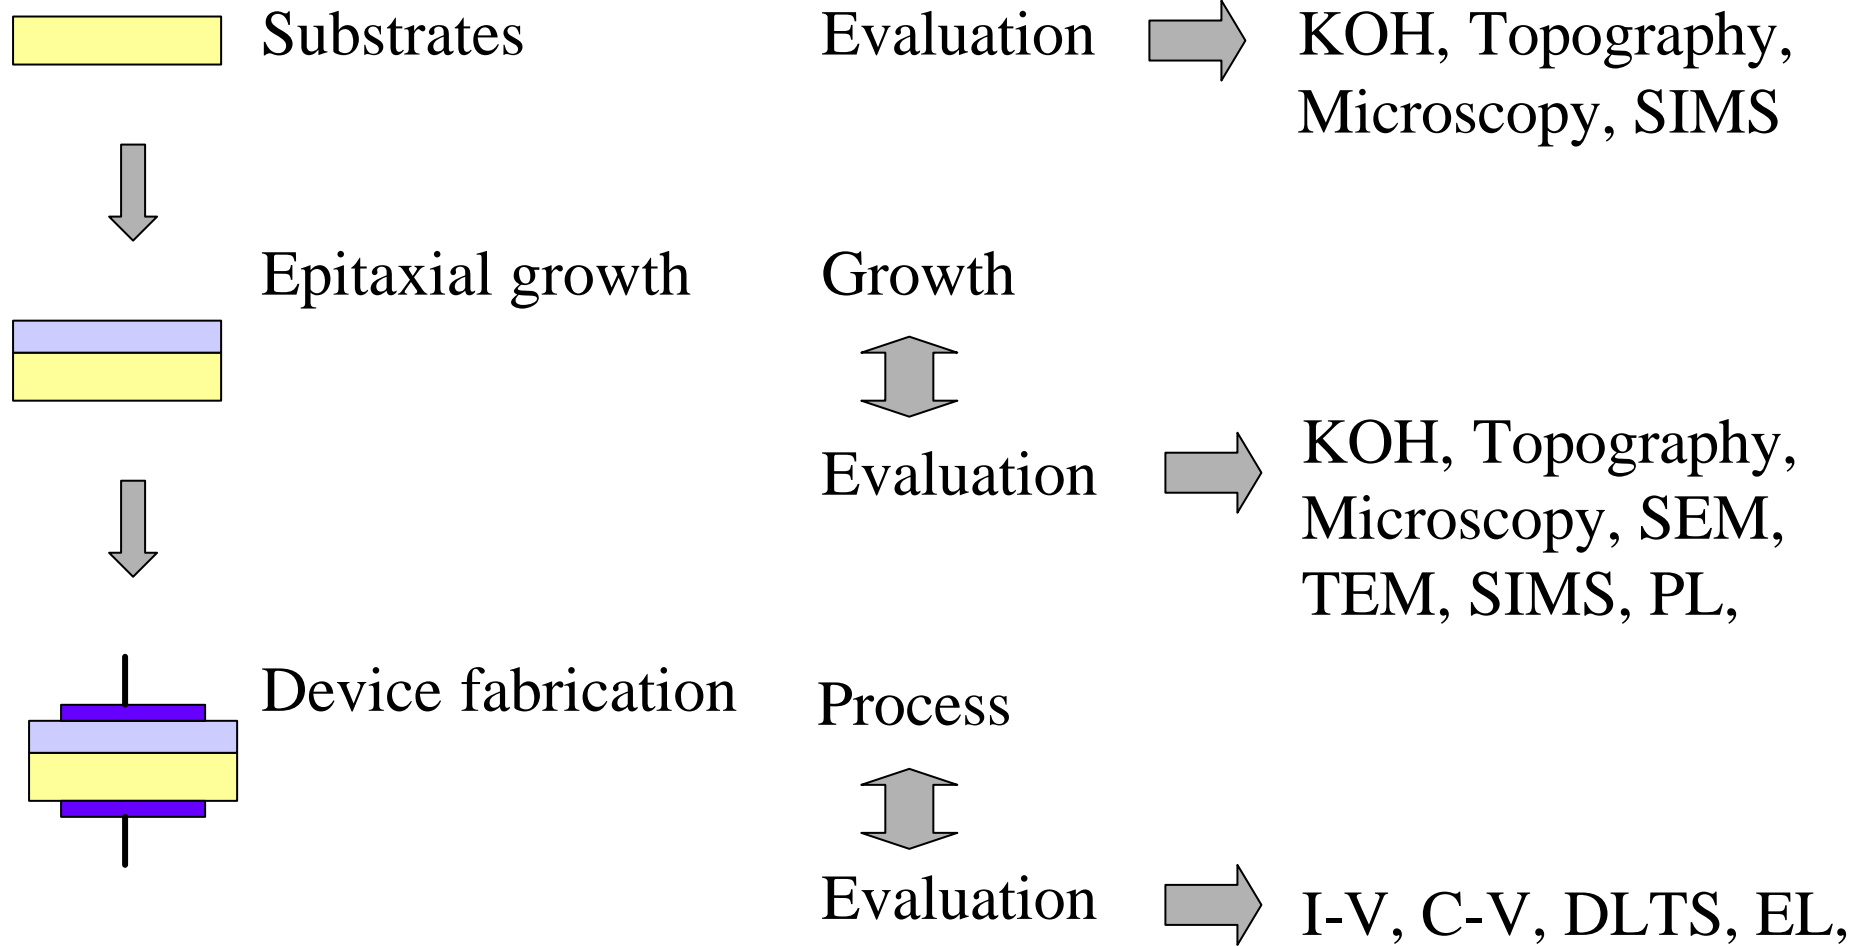 Substrates
Evaluation
KOH, Topography,
Microscopy, SIMS
Epitaxial growth
Growth
Evaluation
KOH, Topography,
Microscopy, SEM,
TEM, SIMS, PL,
Device fabrication
Process
Evaluation
I-V, C-V, DLTS, EL,